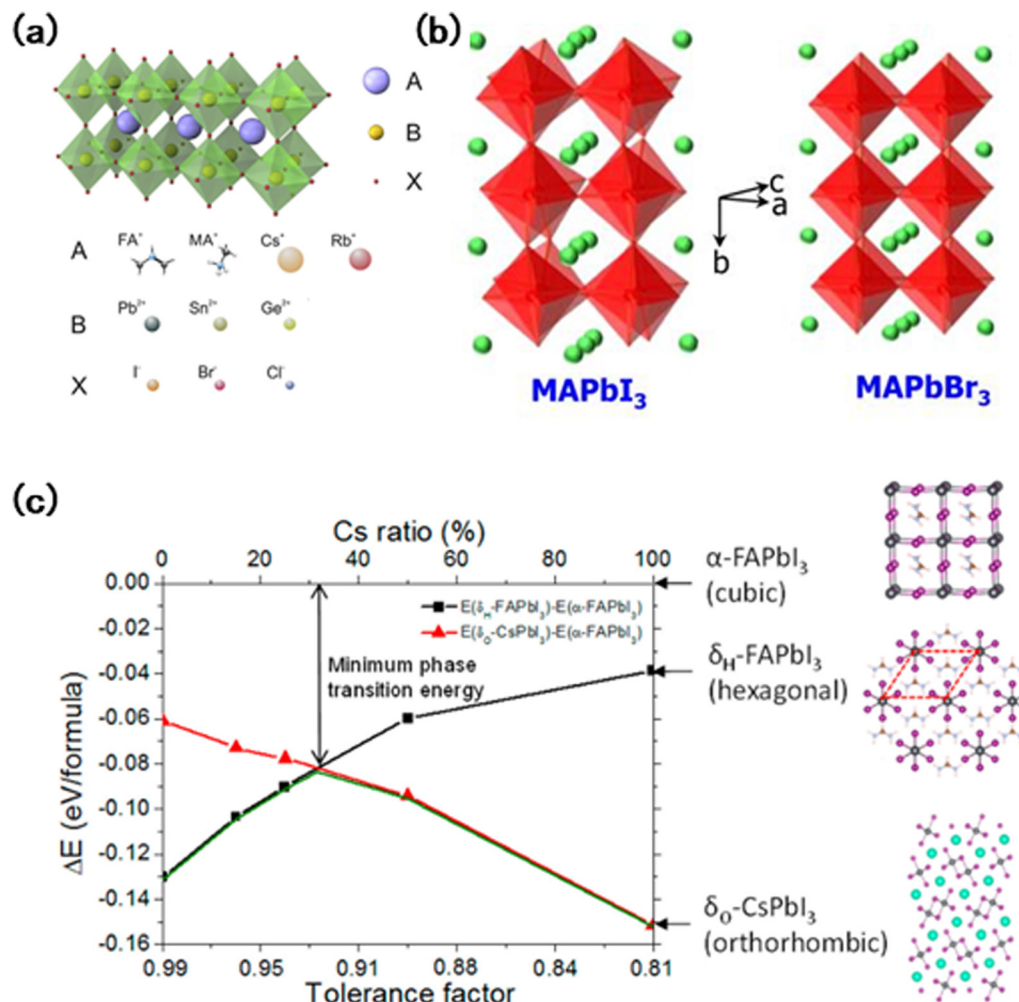 (a)
A
B
X
A FA⁺ MA⁺ Cs⁺ Rb⁺
B Pb²⁺ Sn²⁺ Ge²⁺
X I⁻ Br⁻ Cl⁻
(b)
c
a
b
MAPbI₃
MAPbBr₃
(c)
Cs ratio (%)
0 20 40 60 80 100
0.00
-0.02
-0.04
-0.06
-0.08
-0.10
-0.13
-0.14
-0.16
ΔE (eV/formula)
E(δH-FAPbI₃)-E(α-FAPbI₃)
E(δO-CsPbI₃)-E(α-FAPbI₃)
Minimum phase
transition energy
0.99 0.95 0.91 0.88 0.84 0.81
Tolerance factor
α-FAPbI₃
(cubic)
δH-FAPbI₃
(hexagonal)
δO-CsPbI₃
(orthorhombic)